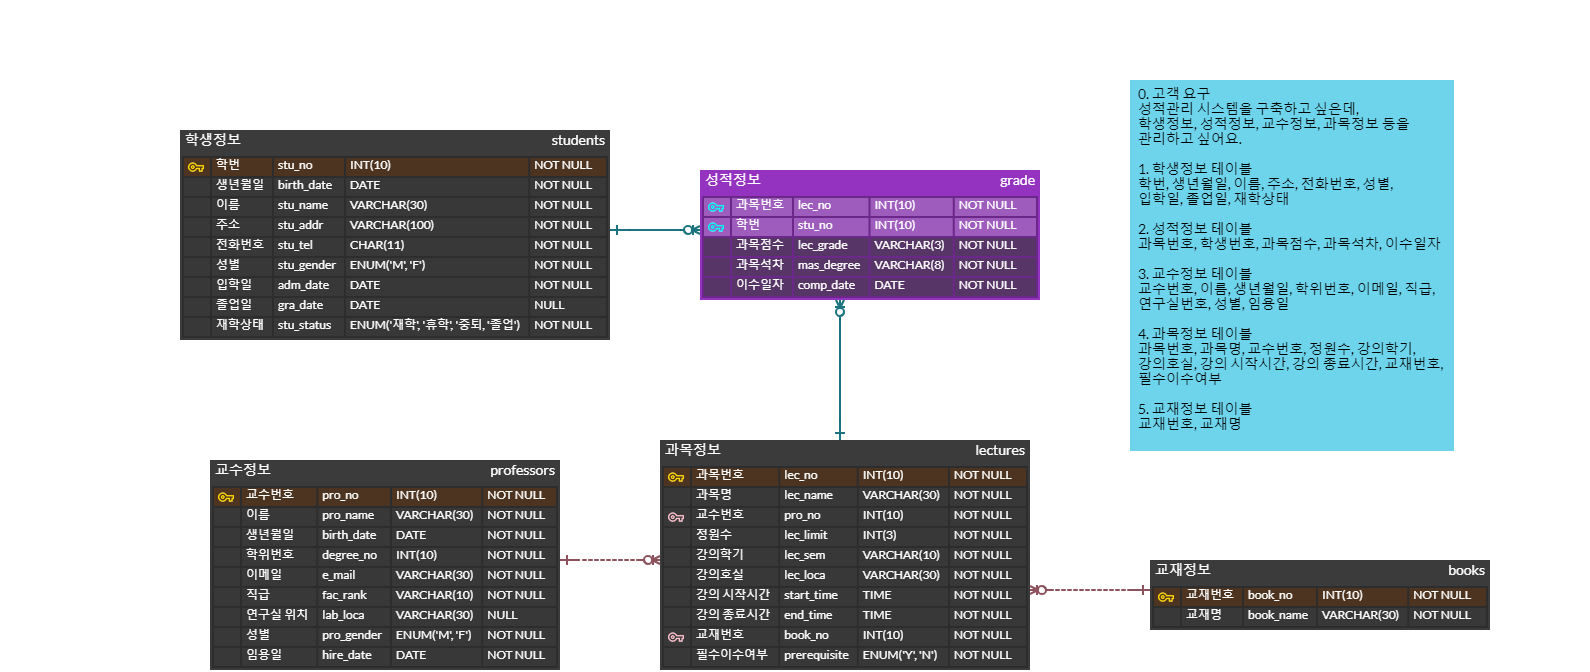 0. 고객 요구
성적관리 시스템을 구축하고 싶은데,
학생정보, 성적정보, 교수정보, 과목정보 등을
관리하고 싶어요.
1. 학생정보 테이블
학번, 생년월일, 이름, 주소, 전화번호, 성별,
입학일, 졸업일, 재학상태
2. 성적정보 테이블
과목번호, 학생번호, 과목점수, 과목석차, 이수일자
3. 교수정보 테이블
교수번호, 이름, 생년월일, 학위번호, 이메일, 직급,
연구실번호, 성별, 임용일
4. 과목정보 테이블
과목번호, 과목명, 교수번호, 정원수, 강의학기,
강의호실, 강의 시작시간, 강의 종료시간, 교재번호,
필수이수여부
5. 교재정보 테이블
교재번호, 교재명
학생정보 students
학번 stu_no INT(10) NOT NULL
생년월일 birth_date DATE NOT NULL
이름 stu_name VARCHAR(30) NOT NULL
주소 stu_addr VARCHAR(100) NOT NULL
전화번호 stu_tel CHAR(11) NOT NULL
성별 stu_gender ENUM('M', 'F') NOT NULL
입학일 adm_date DATE NOT NULL
졸업일 gra_date DATE NULL
재학상태 stu_status ENUM('재학', '휴학', '중퇴, '졸업') NOT NULL
성적정보 grade
과목번호 lec_no INT(10) NOT NULL
학번 stu_no INT(10) NOT NULL
과목점수 lec_grade VARCHAR(3) NOT NULL
과목석차 mas_degree VARCHAR(8) NOT NULL
이수일자 comp_date DATE NOT NULL
교수정보 professors
교수번호 pro_no INT(10) NOT NULL
이름 pro_name VARCHAR(30) NOT NULL
생년월일 birth_date DATE NOT NULL
학위번호 degree_no INT(10) NOT NULL
이메일 e_mail VARCHAR(30) NOT NULL
직급 fac_rank VARCHAR(10) NOT NULL
연구실 위치 lab_loca VARCHAR(30) NULL
성별 pro_gender ENUM('M', 'F') NOT NULL
임용일 hire_date DATE NOT NULL
과목정보 lectures
과목번호 lec_no INT(10) NOT NULL
과목명 lec_name VARCHAR(30) NOT NULL
교수번호 pro_no INT(10) NOT NULL
정원수 lec_limit INT(3) NOT NULL
강의학기 lec_sem VARCHAR(10) NOT NULL
강의호실 lec_loca VARCHAR(30) NOT NULL
강의 시작시간 start_time TIME NOT NULL
강의 종료시간 end_time TIME NOT NULL
교재번호 book_no INT(10) NOT NULL
필수이수여부 prerequisite ENUM('Y', 'N') NOT NULL
교재정보 books
교재번호 book_no INT(10) NOT NULL
교재명 book_name VARCHAR(30) NOT NULL